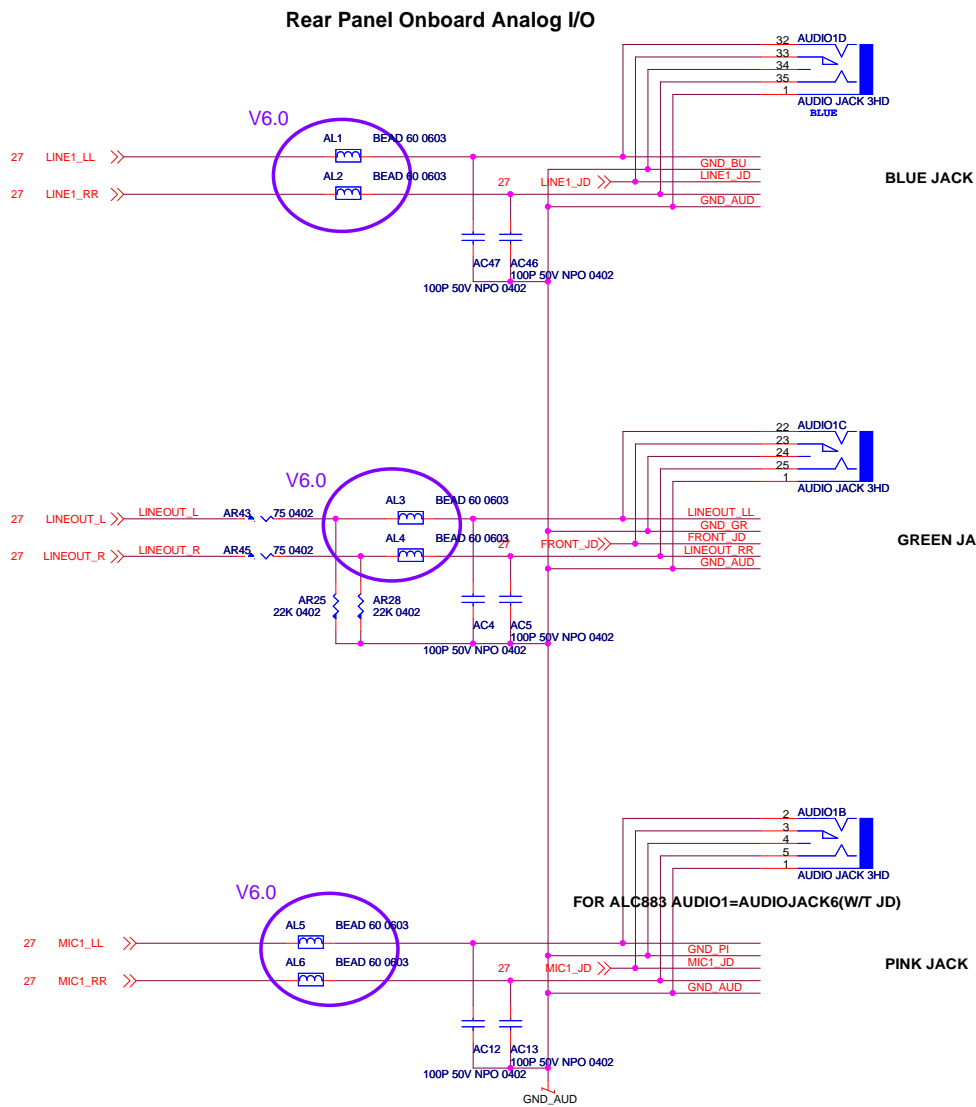 Rear Panel Onboard Analog I/O
32 AUDIO1D
33
34
35
1
AUDIO JACK 3HD
BLUE
V6.0
AL1 BEAD 60 0603
27 LINE1_LL
AL2 BEAD 60 0603
27 LINE1_RR
GND_BU
27 LINE1_JD LINE1_JD
GND_AUD
BLUE JACK
AC47 AC46
100P 50V NPO 0402
100P 50V NPO 0402
22 AUDIO1C
23
24
25
1
AUDIO JACK 3HD
V6.0
AL3 BEAD 60 0603
27 LINEOUT_L LINEOUT_L AR43 75 0402
LINEOUT_LL
GND_GR
AL4 BEAD 60 0603
27 FRONT_JD FRONT_JD
27 LINEOUT_R LINEOUT_R AR45 75 0402
LINEOUT_RR
GND_AUD
GREEN JA
AR25 AR28
22K 0402 22K 0402
AC4 AC5
100P 50V NPO 0402
100P 50V NPO 0402
2 AUDIO1B
3
4
5
1
AUDIO JACK 3HD
FOR ALC883 AUDIO1=AUDIOJACK6(W/T JD)
V6.0
AL5 BEAD 60 0603
27 MIC1_LL
AL6 BEAD 60 0603
27 MIC1_RR
GND_PI
27 MIC1_JD MIC1_JD
GND_AUD
PINK JACK
AC12 AC13
100P 50V NPO 0402
100P 50V NPO 0402
GND_AUD